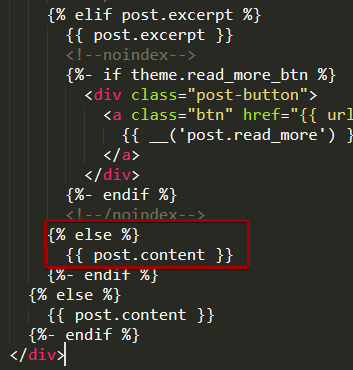 {% elif post.excerpt %}
{{ post.excerpt }}
<!--noindex-->
{%- if theme.read_more_btn %}
<div class="post-button">
<a class="btn" href="{{ url
{{ __('post.read_more') }
</a>
</div>
{%- endif %}
<!--/noindex-->
{% else %}
{{ post.content }}
{%- endif %}
{% else %}
{{ post.content }}
{%- endif %}
</div>